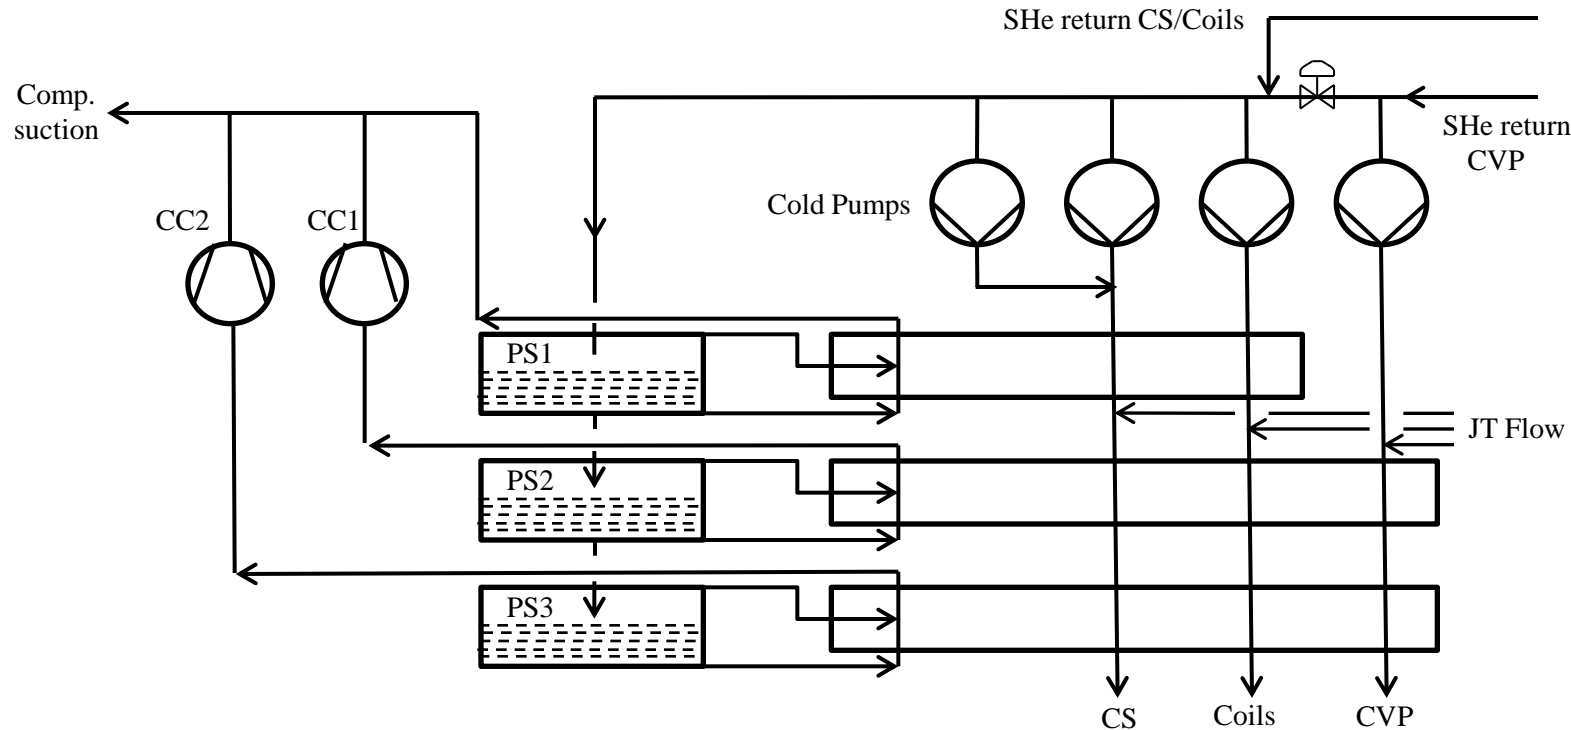 SHe return CS/Coils
Comp.
suction
SHe return
CVP
Cold Pumps
CC2
CC1
PS1
JT Flow
PS2
PS3
CS
Coils
CVP